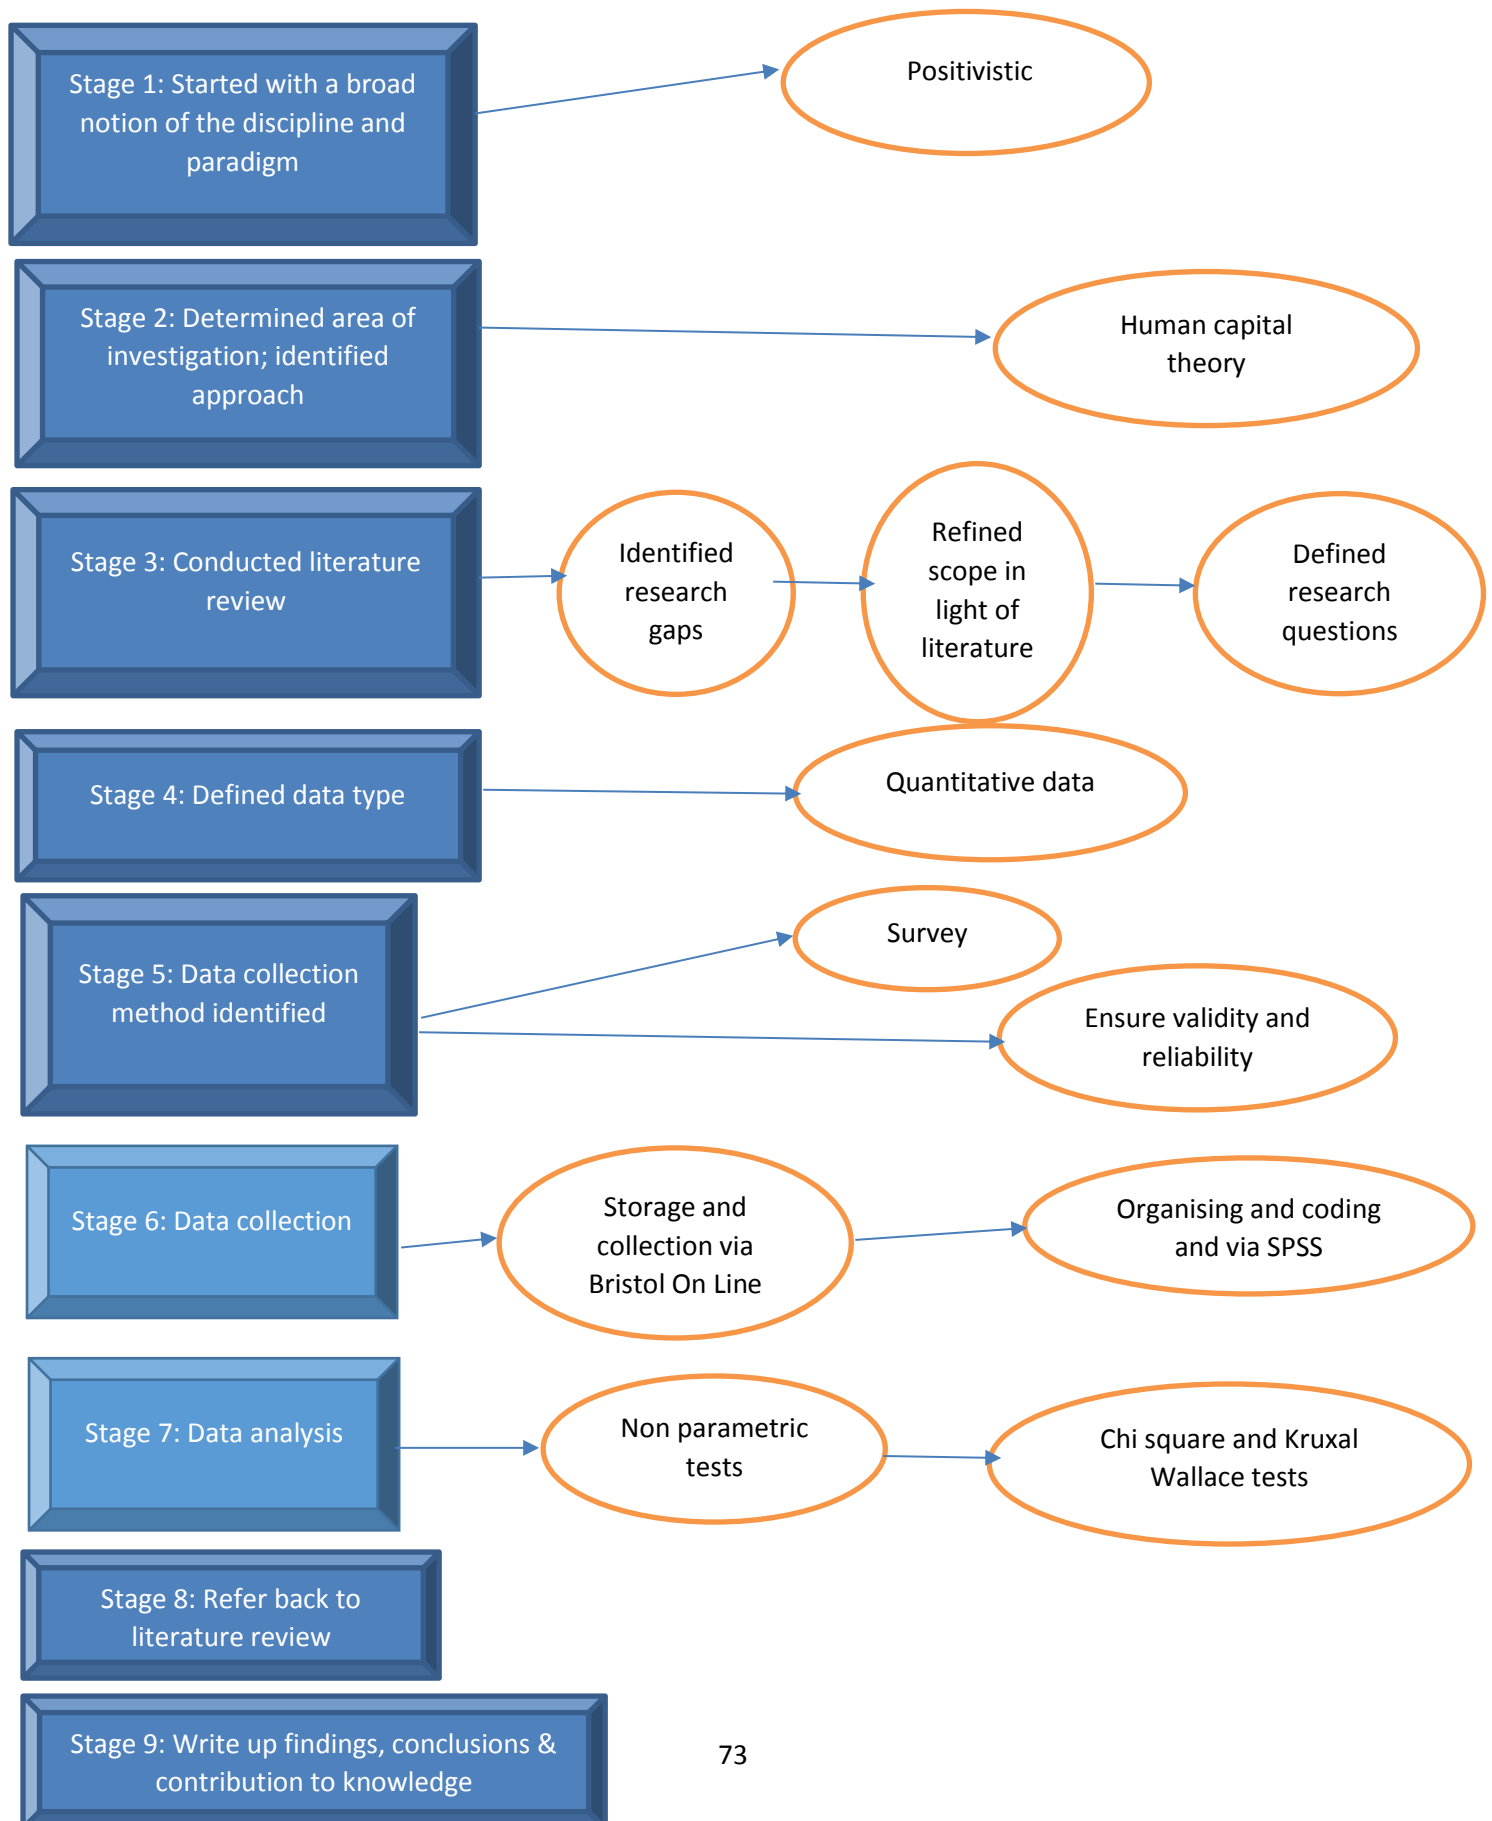 Stage 1: Started with a broad
notion of the discipline and
paradigm
Positivistic
Stage 2: Determined area of
investigation; identified
approach
Human capital
theory
Stage 3: Conducted literature
review
Identified
research
gaps
Refined
scope in
light of
literature
Defined
research
questions
Stage 4: Defined data type
Quantitative data
Stage 5: Data collection
method identified
Survey
Ensure validity and
reliability
Stage 6: Data collection
Storage and
collection via
Bristol On Line
Organising and coding
and via SPSS
Stage 7: Data analysis
Non parametric
tests
Chi square and Kruxal
Wallace tests
Stage 8: Refer back to
literature review
Stage 9: Write up findings, conclusions &
contribution to knowledge
73